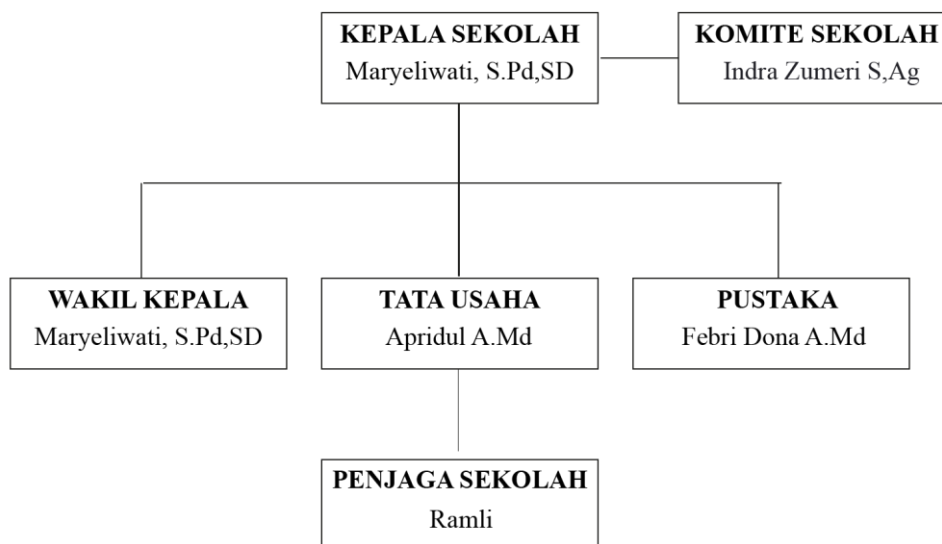 KEPALA SEKOLAH
Maryeliwati, S.Pd,SD
KOMITE SEKOLAH
Indra Zumeri S,Ag
WAKIL KEPALA
Maryeliwati, S.Pd,SD
TATA USAHA
Apridul A.Md
PUSTAKA
Febri Dona A.Md
PENJAGA SEKOLAH
Ramli